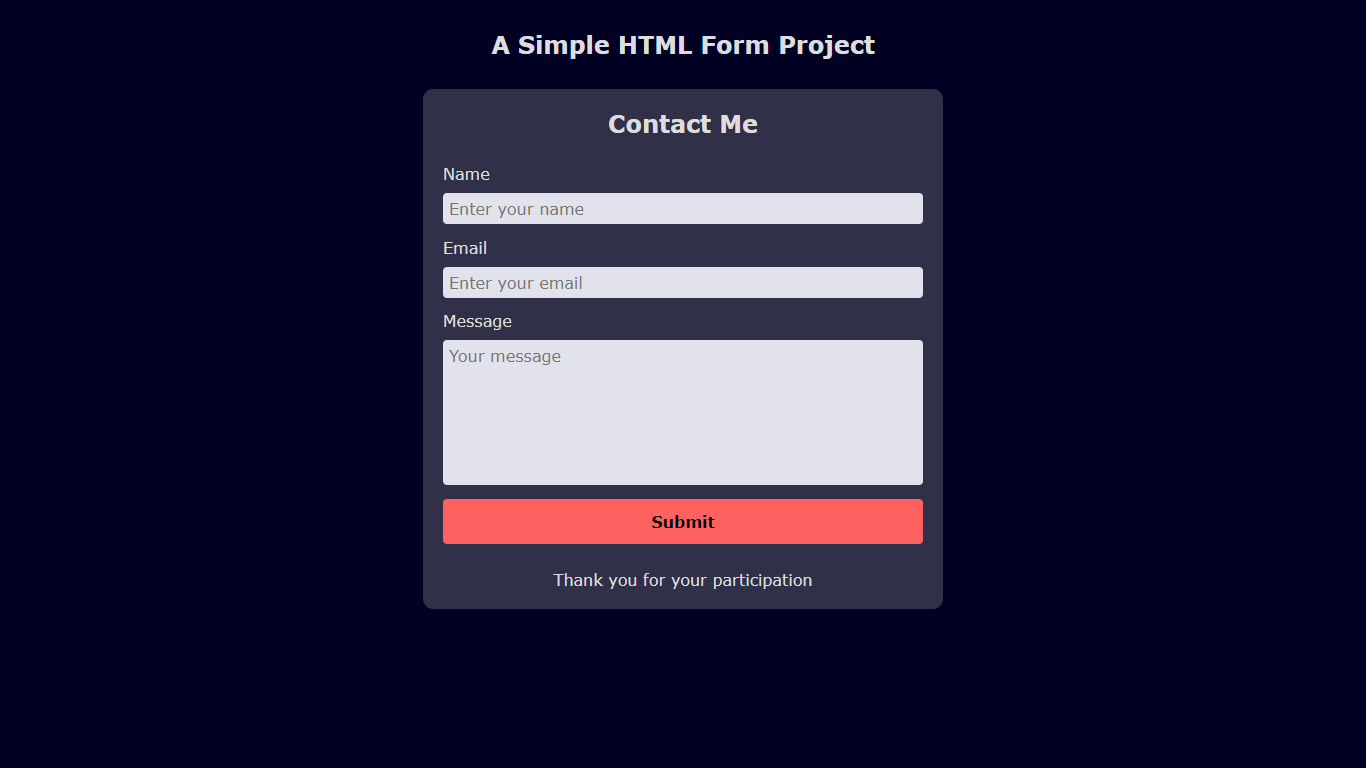 A Simple HTML Form Project
Contact Me
Name
Enter your name
Email
Enter your email
Message
Your message
Submit
Thank you for your participation